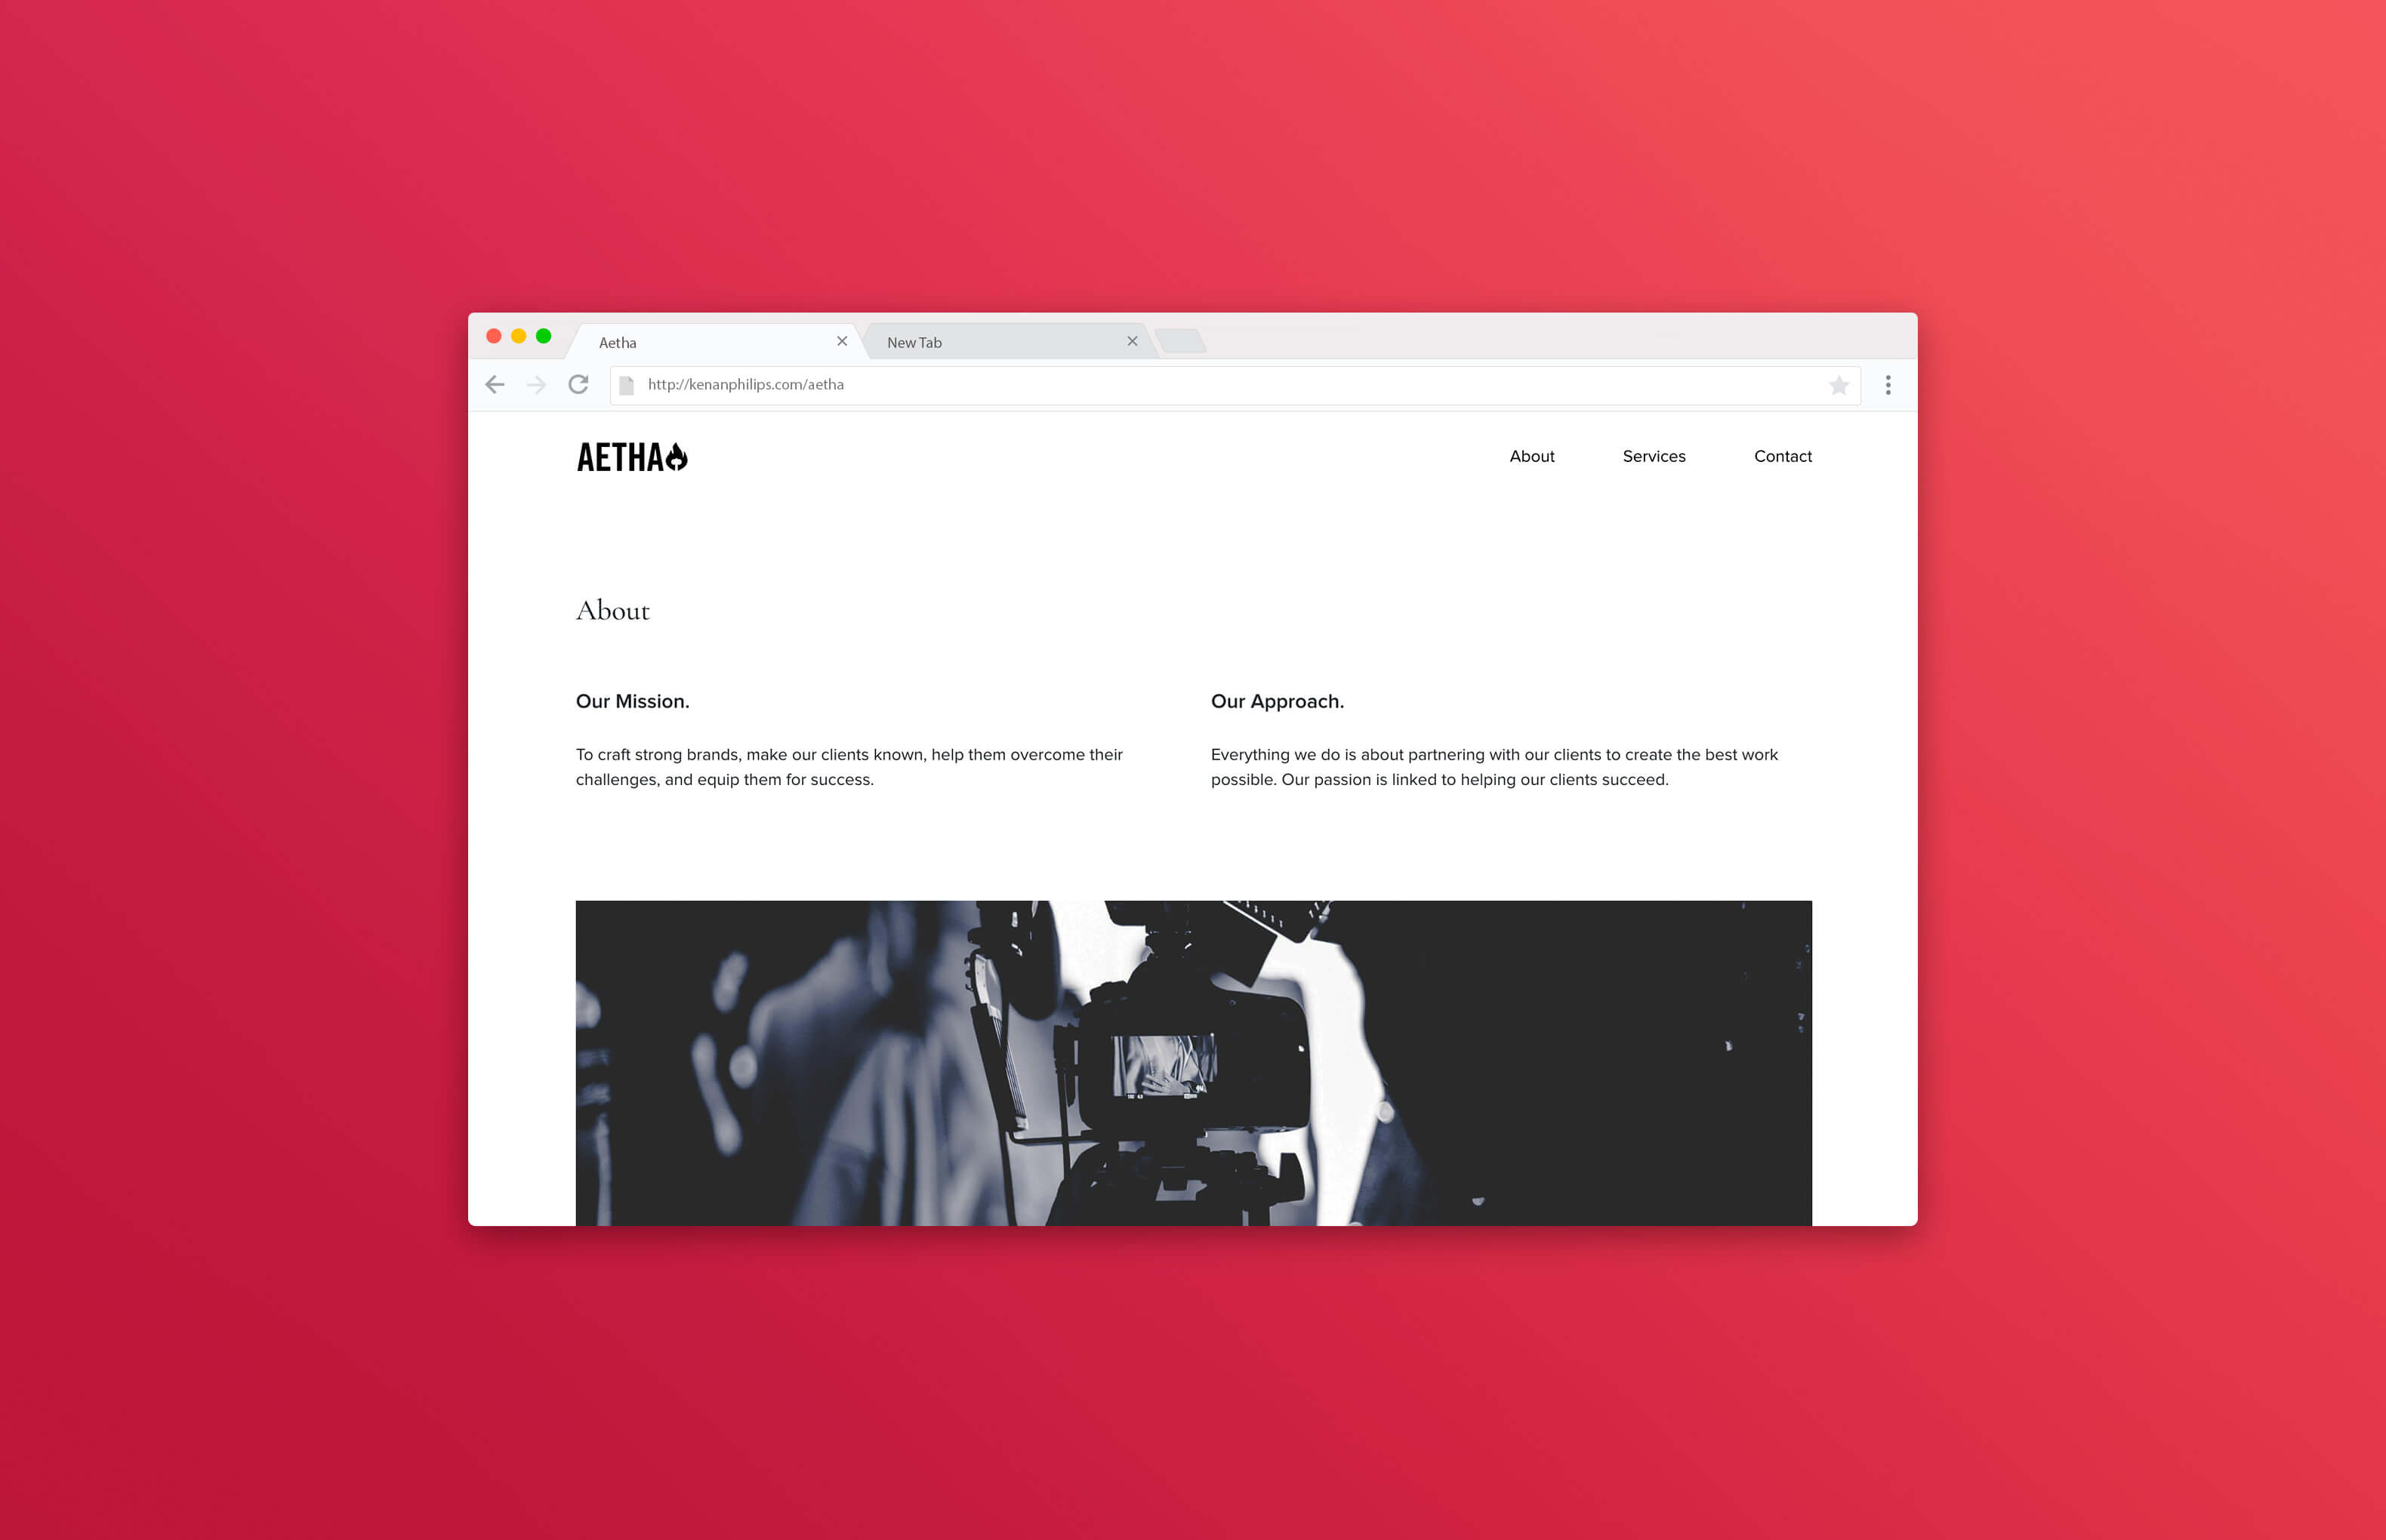 Aetha
New Tab
http://kenanphilips.com/aetha
AETHA
About
Services
Contact
About
Our Mission.
To craft strong brands, make our clients known, help them overcome their
challenges, and equip them for success.
Our Approach.
Everything we do is about partnering with our clients to create the best work
possible. Our passion is linked to helping our clients succeed.